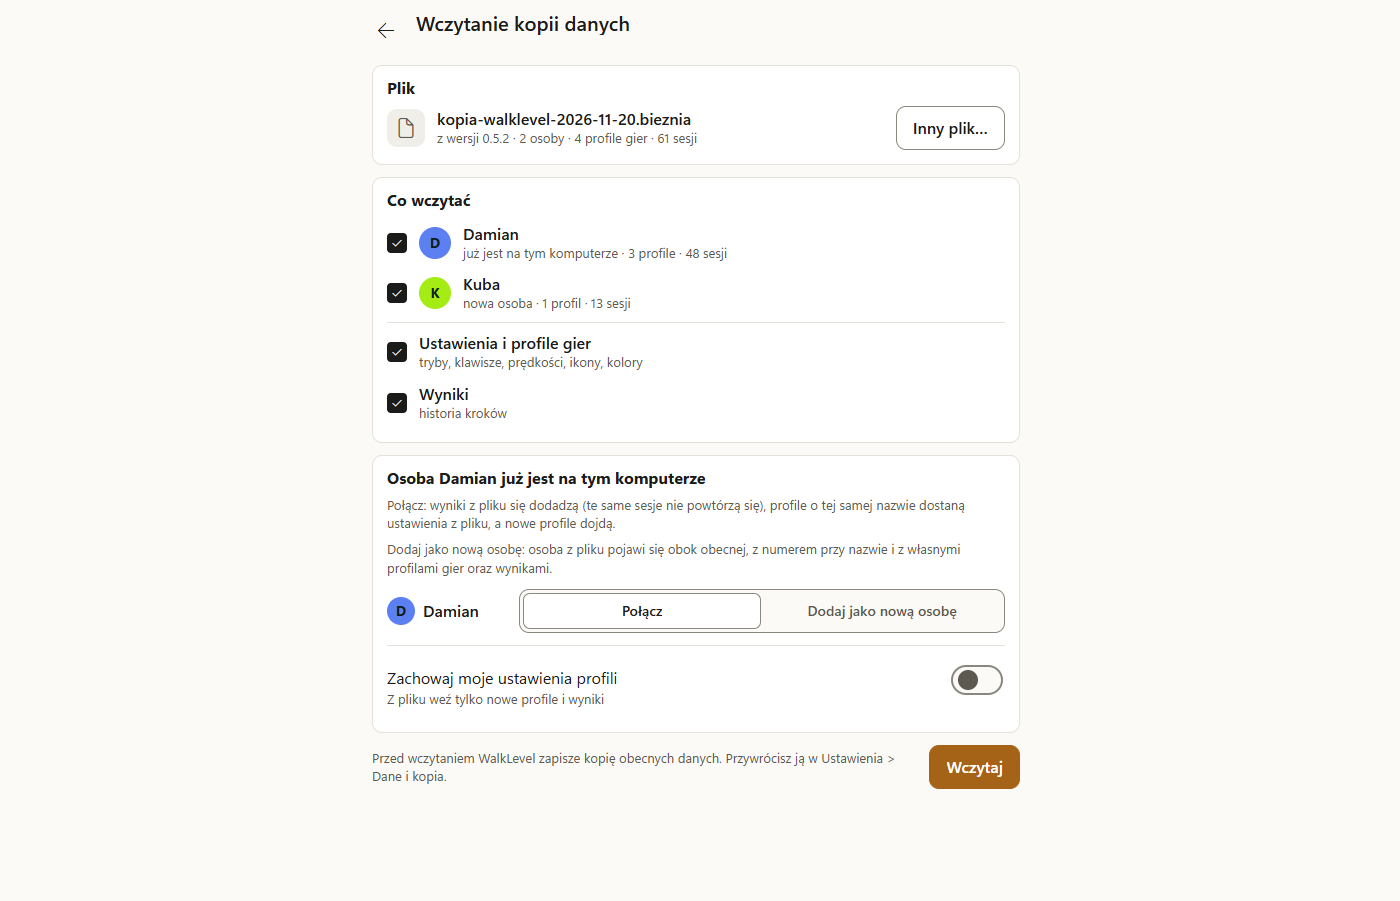 Wczytanie kopii danych
Plik
kopia-walklevel-2026-11-20.bieznia
z wersji 0.5.2 · 2 osoby · 4 profile gier · 61 sesji
Inny plik...
Co wczytać
D
Damian
już jest na tym komputerze · 3 profile · 48 sesji
K
Kuba
nowa osoba · 1 profil · 13 sesji
Ustawienia i profile gier
tryby, klawisze, prędkości, ikony, kolory
Wyniki
historia kroków
Osoba Damian już jest na tym komputerze
Połącz: wyniki z pliku się dodadzą (te same sesje nie powtórzą się), profile o tej samej nazwie dostaną
ustawienia z pliku, a nowe profile dojdą.
Dodaj jako nową osobę: osoba z pliku pojawi się obok obecnej, z numerem przy nazwie i z własnymi
profilami gier oraz wynikami.
D Damian
Połącz
Dodaj jako nową osobę
Zachowaj moje ustawienia profili
Z pliku weź tylko nowe profile i wyniki
Przed wczytaniem WalkLevel zapisze kopię obecnych danych. Przywrócisz ją w Ustawienia >
Dane i kopia.
Wczytaj